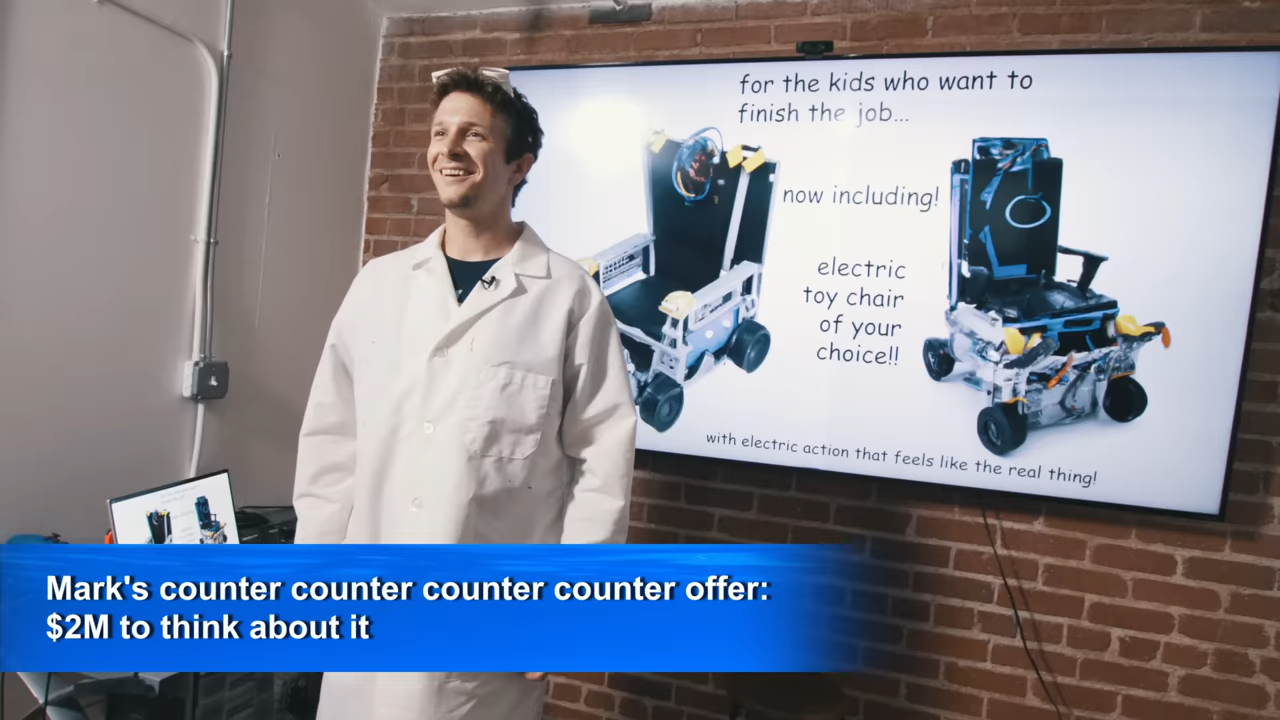 for the kids who want to
finish the job...
now including!
electric
toy chair
of your
choice!!
with electric action that feels like the real thing!
Mark's counter counter counter counter offer:
$2M to think about it